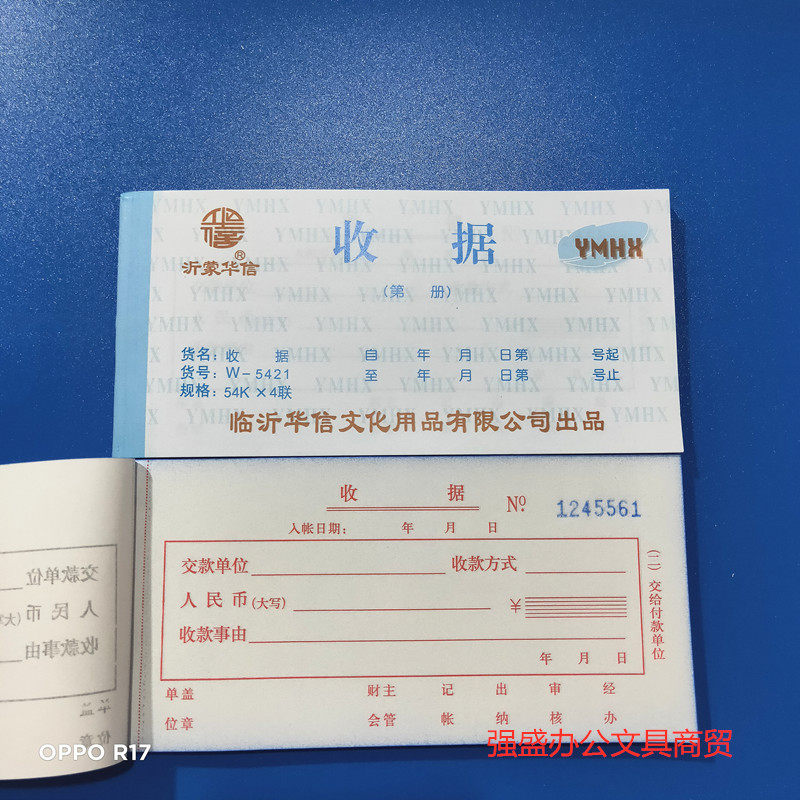 沂蒙华信®
收 据
YMHX
(第 册)
货名: 收 据 自 年 月 日第 号起
货号: W-5421 至 年 月 日第 号止
规格: 54K×4联
临沂华信文化用品有限公司出品
收 据 № 1245561
入帐日期: 年 月 日
交款单位 收款方式
人民币(大写) ¥
收款事由
年 月 日
(二)交给付款单位
单盖 财主 记 出 审 经
位章 会管 帐 纳 核 办
交款单位
人民币(大
收款事由
单盖
位章
强盛办公文具商贸
OPPO R17